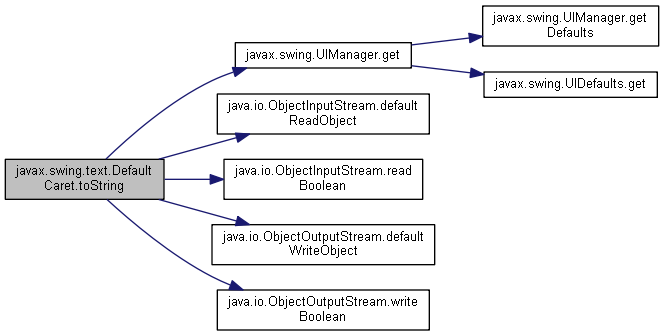 javax.swing.text.Default
Caret.toString
javax.swing.UIManager.get
javax.swing.UIManager.get
Defaults
javax.swing.UIDefaults.get
java.io.ObjectInputStream.default
ReadObject
java.io.ObjectInputStream.read
Boolean
java.io.ObjectOutputStream.default
WriteObject
java.io.ObjectOutputStream.write
Boolean